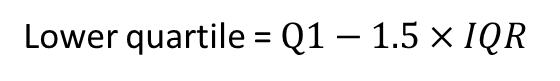 Lower quartile = Q1 − 1.5 × IQR